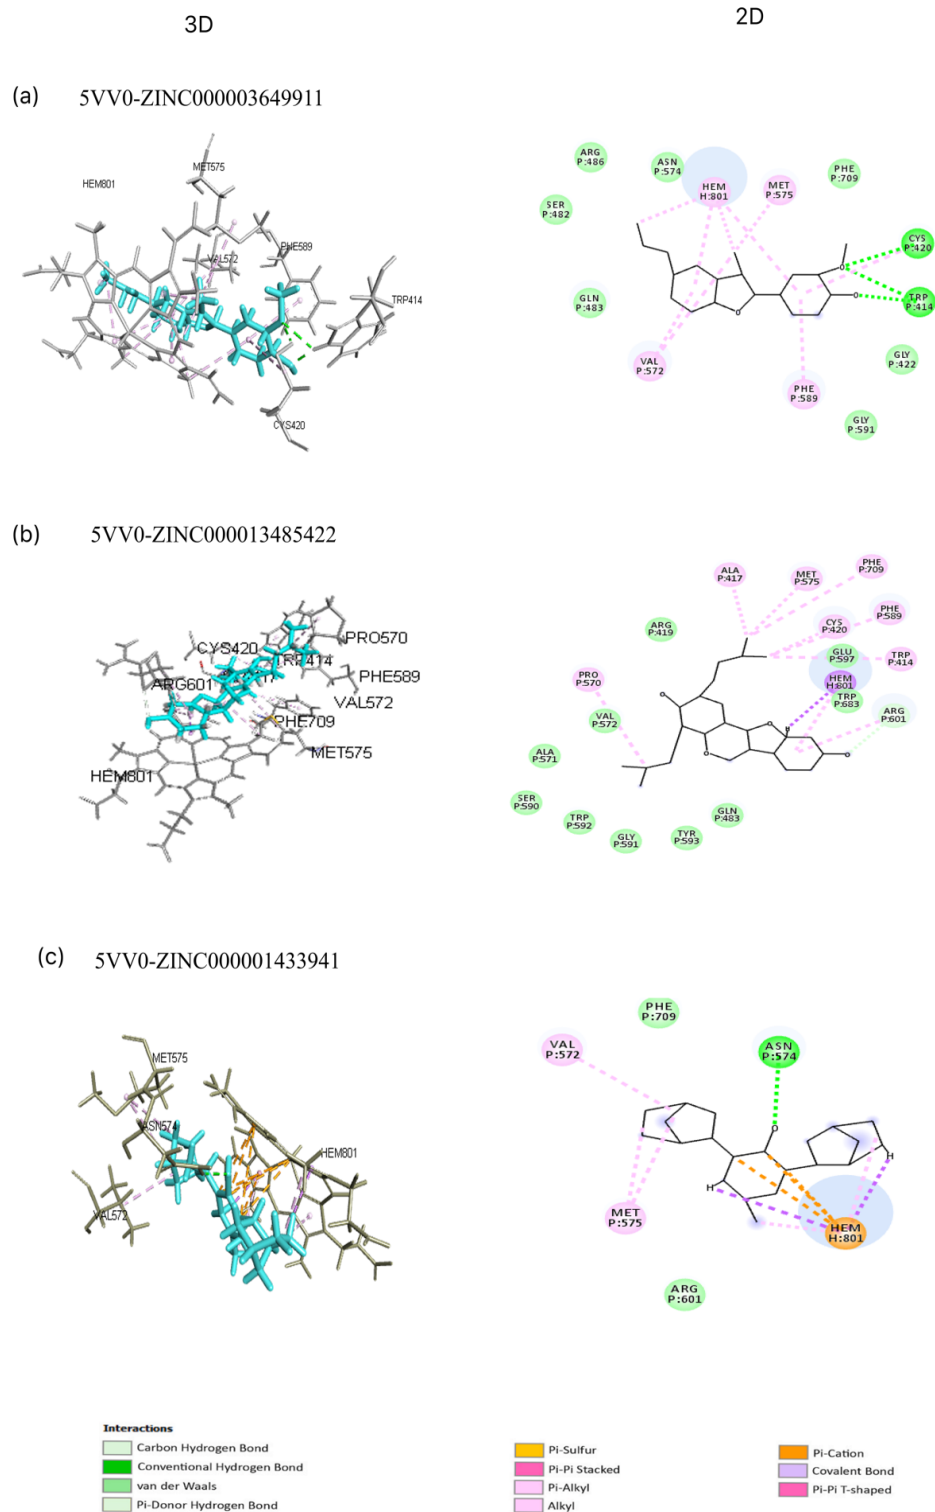 3D
2D
(a)
5VV0-ZINC000003649911
HEM801
MET575
VAL572
PHE589
TRP414
CYS420
ARG
P:486
ASN
P:574
HEM
H:801
MET
P:575
PHE
P:709
SER
P:482
CYS
P:420
GLN
P:483
TRP
P:414
VAL
P:572
GLY
P:422
PHE
P:589
GLY
P:591
O
O
O
(b)
5VV0-ZINC000013485422
CYS420
TRP414
PRO570
ARG601
PHE589
VAL572
PHE709
MET575
HEM801
ALA
P:417
MET
P:575
PHE
P:709
ARG
P:419
CYS
P:420
PHE
P:589
GLU
P:597
TRP
P:414
PRO
P:570
HEM
H:801
TRP
P:683
VAL
P:572
ARG
P:601
ALA
P:571
SER
P:590
TRP
P:592
GLY
P:591
TYR
P:593
GLN
P:483
O
O
H
O
O
(c)
5VV0-ZINC000001433941
MET575
ASN574
HEM801
VAL572
PHE
P:709
VAL
P:572
ASN
P:574
O
H
H
MET
P:575
HEM
H:801
ARG
P:601
Interactions
Carbon Hydrogen Bond
Conventional Hydrogen Bond
van der Waals
Pi-Donor Hydrogen Bond
Pi-Sulfur
Pi-Pi Stacked
Pi-Alkyl
Alkyl
Pi-Cation
Covalent Bond
Pi-Pi T-shaped